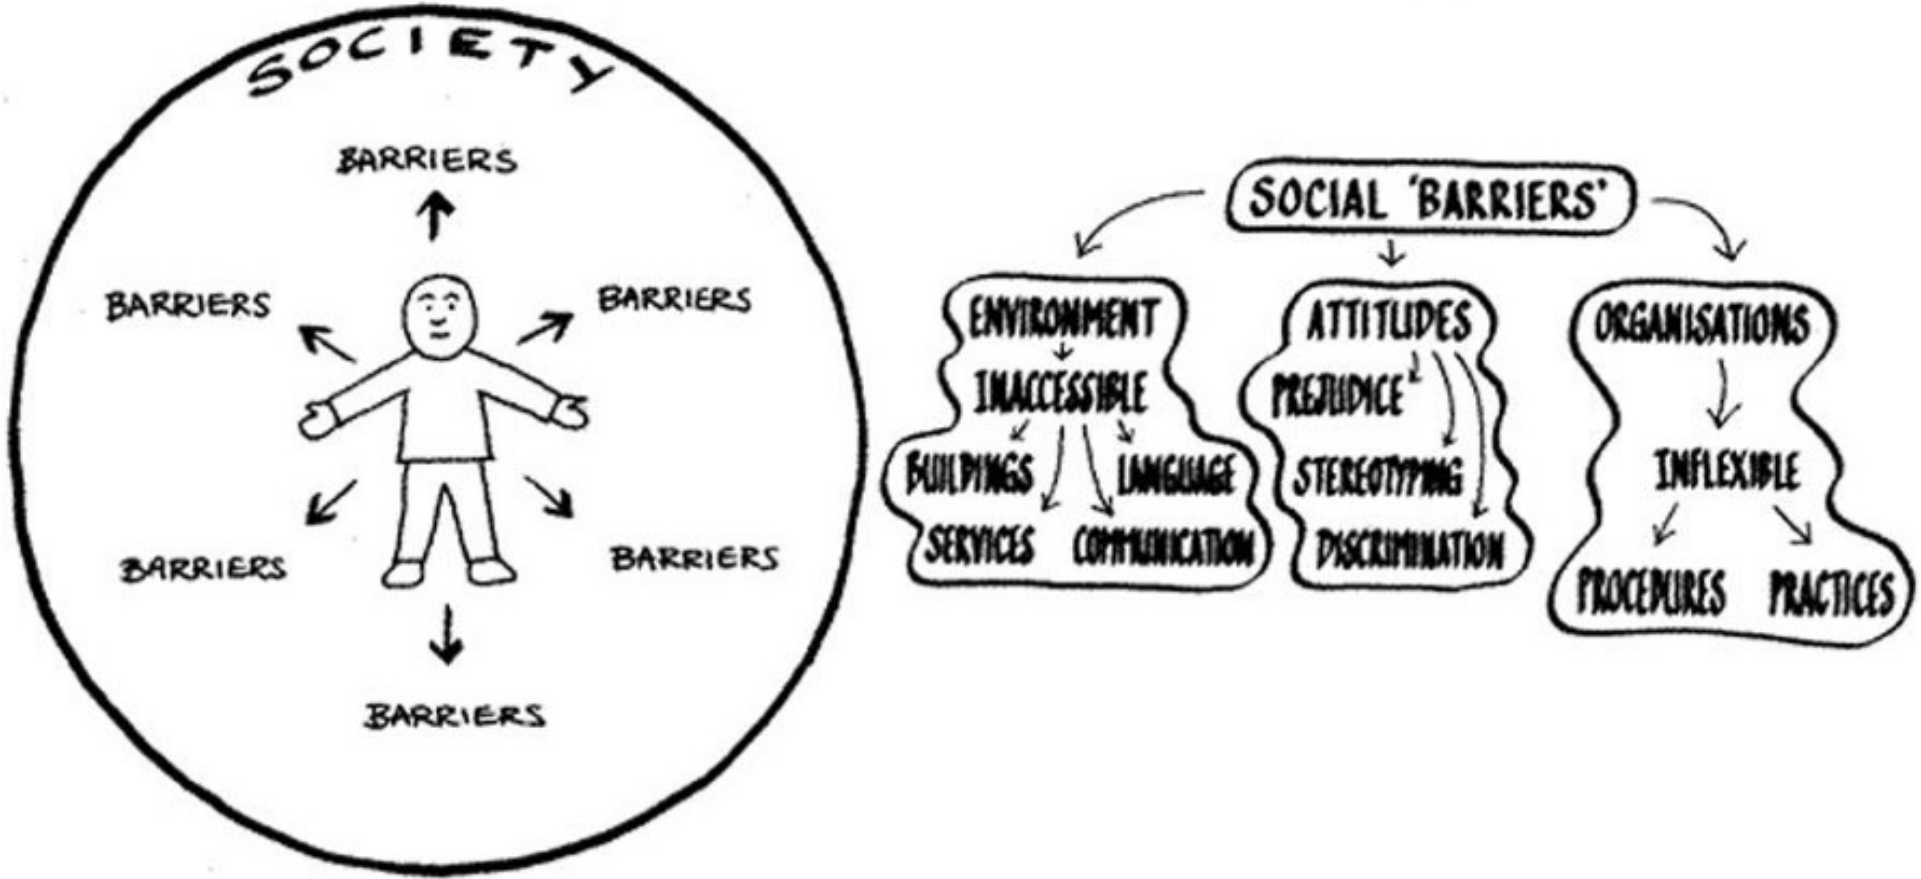 SOCIETY
BARRIERS
BARRIERS BARRIERS
BARRIERS BARRIERS
BARRIERS
SOCIAL 'BARRIERS'
ENVIRONMENT
INACCESSIBLE
BUILDINGS LANGUAGE
SERVICES COMMUNICATION
ATTITUDES
PREJUDICE
STEREOTYPING
DISCRIMINATION
ORGANISATIONS
INFLEXIBLE
PROCEDURES PRACTICES